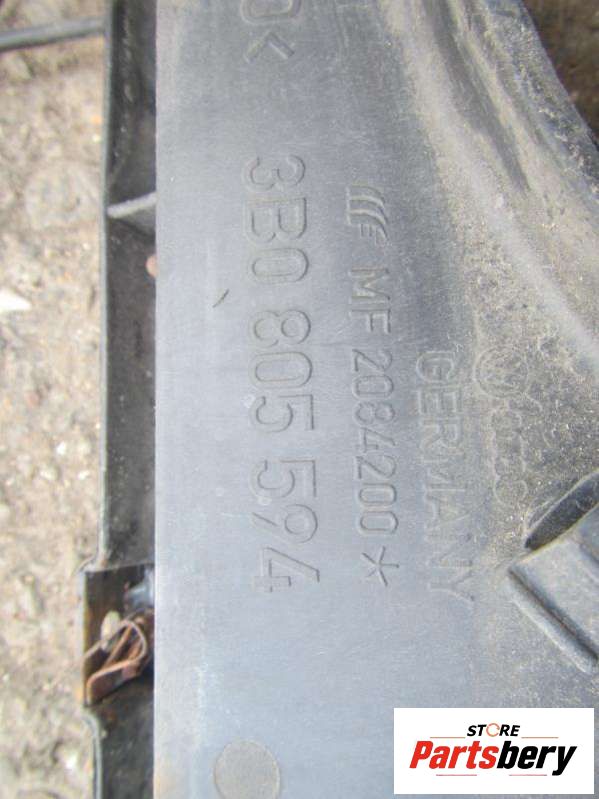 3B0 805 594
MF 2084200 *
GERMANY
STORE
Partsbery